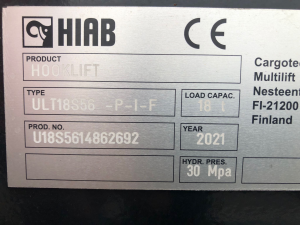 HIAB CE
PRODUCT
HOOKLIFT
TYPE LOAD CAPAC.
ULT18S56 -P-I-F 18 T
PROD. NO. YEAR
U18S5614862692 2021
HYDR. PRES.
30 Mpa
Cargotec
Multilift
Nesteent
FI-21200
Finland